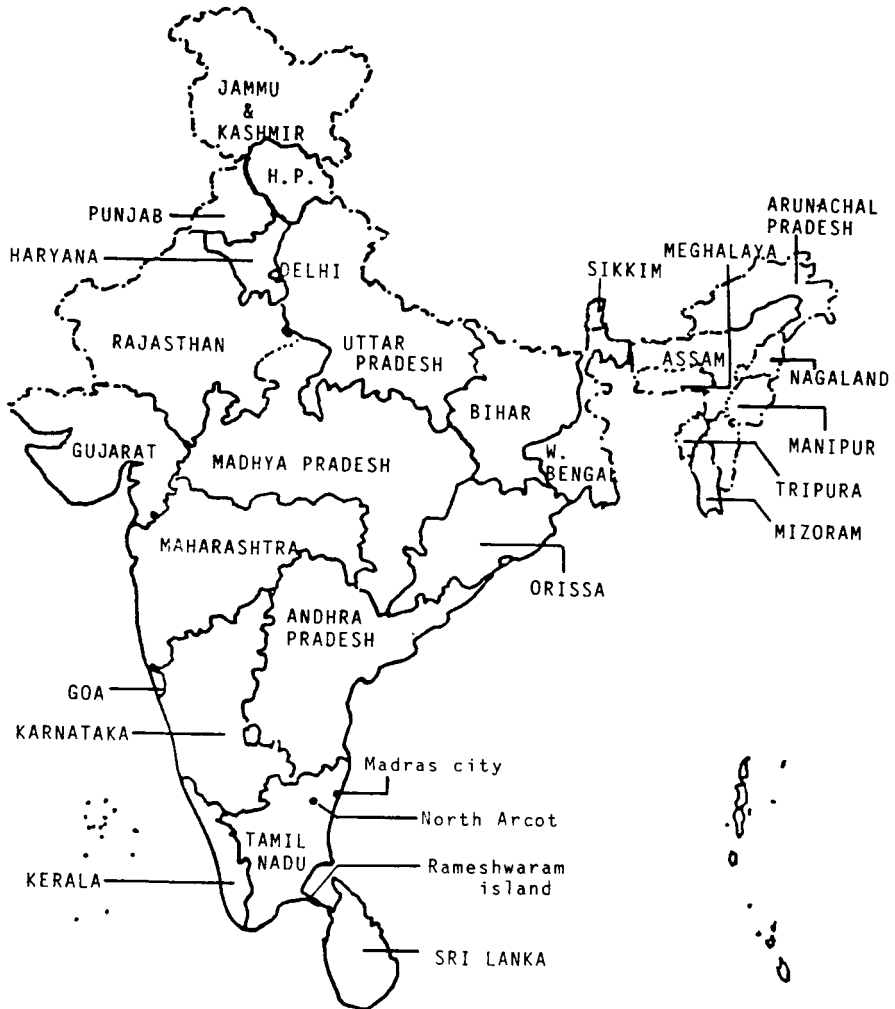 JAMMU
&
KASHMIR
H.P.
PUNJAB
HARYANA
DELHI
ARUNACHAL
PRADESH
MEGHALAYA
SIKKIM
RAJASTHAN
UTTAR
PRADESH
ASSAM
NAGALAND
BIHAR
GUJARAT
MADHYA PRADESH
W.
BENGAL
MANIPUR
TRIPURA
MIZORAM
MAHARASHTRA
ORISSA
ANDHRA
PRADESH
GOA
KARNATAKA
Madras city
North Arcot
TAMIL
NADU
KERALA
Rameshwaram
island
SRI LANKA